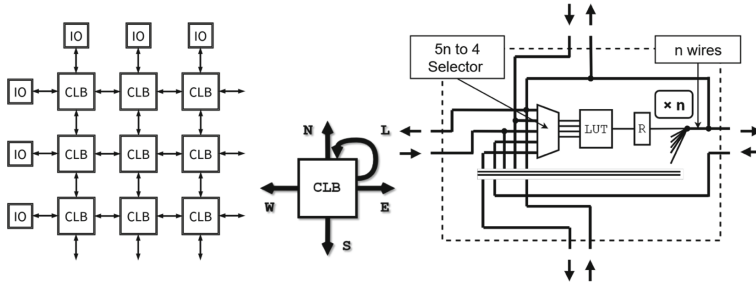 IO IO IO
IO CLB CLB CLB
IO CLB CLB CLB
IO CLB CLB CLB
N L
CLB
W E
S
5n to 4
Selector
n wires
× n
LUT R